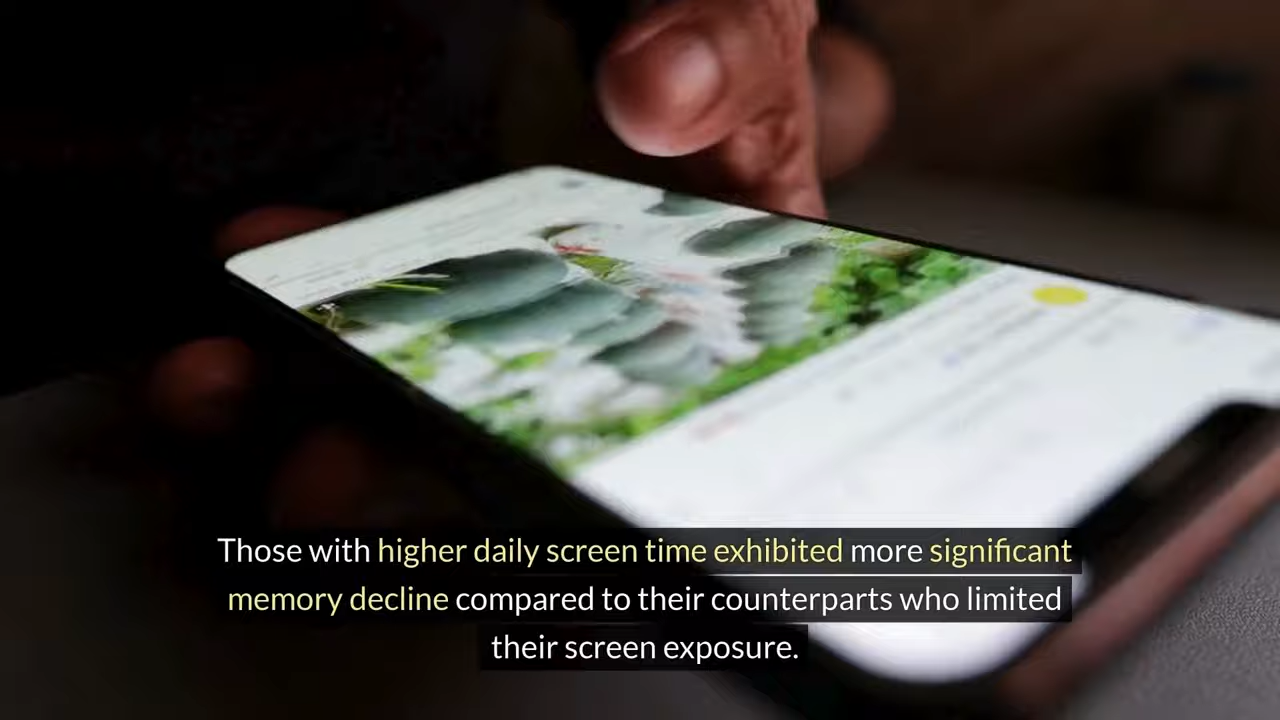 Those with higher daily screen time exhibited more significant
memory decline compared to their counterparts who limited
their screen exposure.